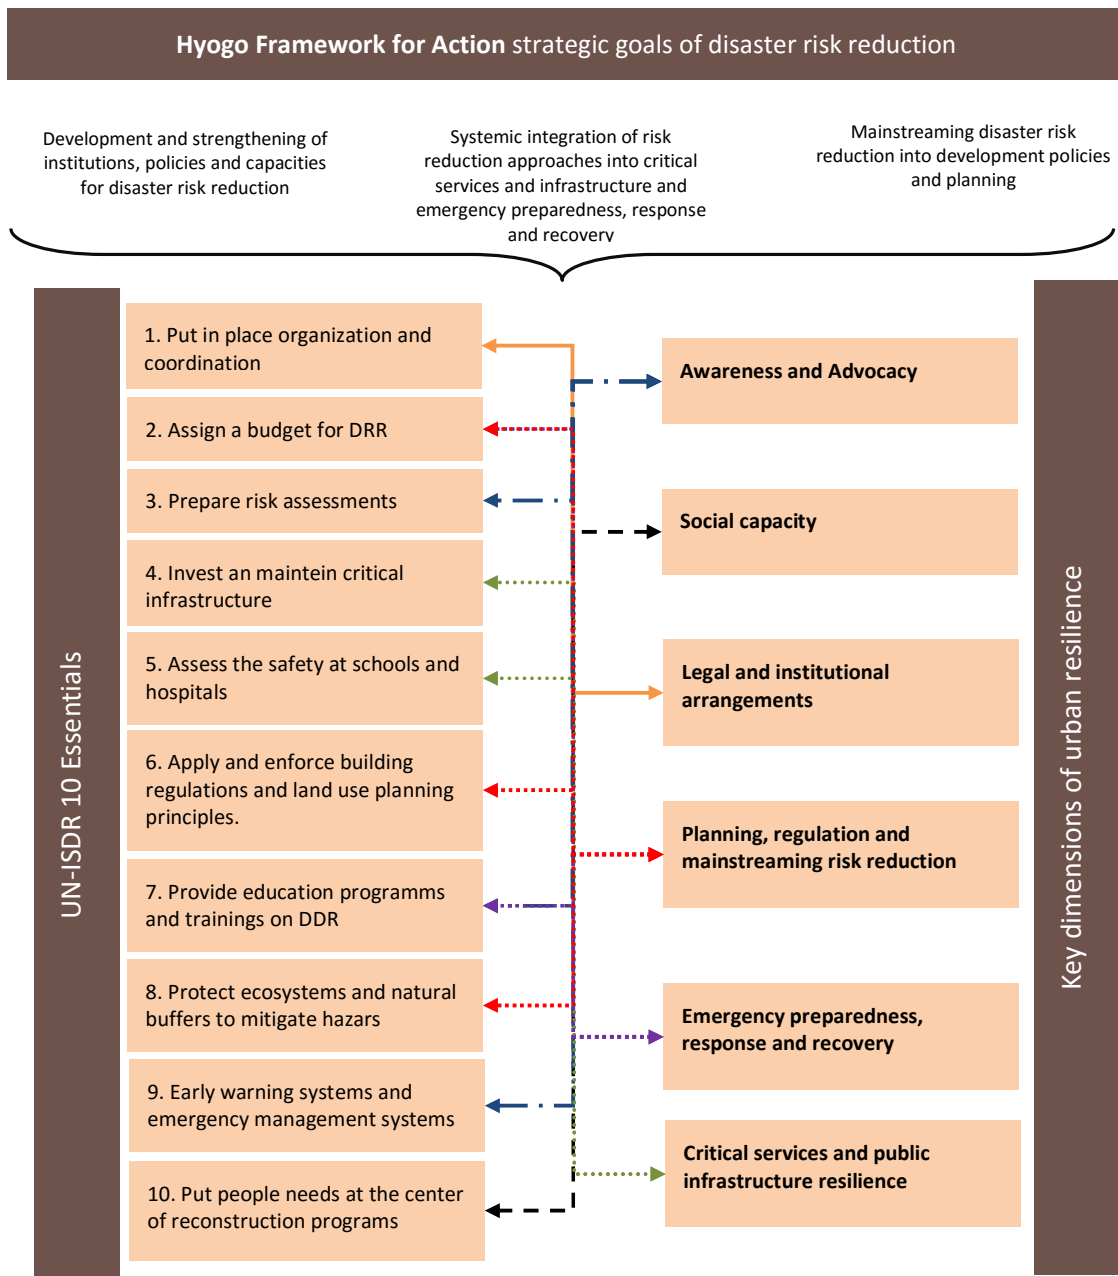 Hyogo Framework for Action strategic goals of disaster risk reduction
Development and strengthening of
institutions, policies and capacities
for disaster risk reduction
Systemic integration of risk
reduction approaches into critical
services and infrastructure and
emergency preparedness, response
and recovery
Mainstreaming disaster risk
reduction into development policies
and planning
UN-ISDR 10 Essentials
1. Put in place organization and
coordination
2. Assign a budget for DRR
3. Prepare risk assessments
4. Invest an maintein critical
infrastructure
5. Assess the safety at schools and
hospitals
6. Apply and enforce building
regulations and land use planning
principles.
7. Provide education programms
and trainings on DDR
8. Protect ecosystems and natural
buffers to mitigate hazars
9. Early warning systems and
emergency management systems
10. Put people needs at the center
of reconstruction programs
Awareness and Advocacy
Social capacity
Legal and institutional
arrangements
Planning, regulation and
mainstreaming risk reduction
Emergency preparedness,
response and recovery
Critical services and public
infrastructure resilience
Key dimensions of urban resilience